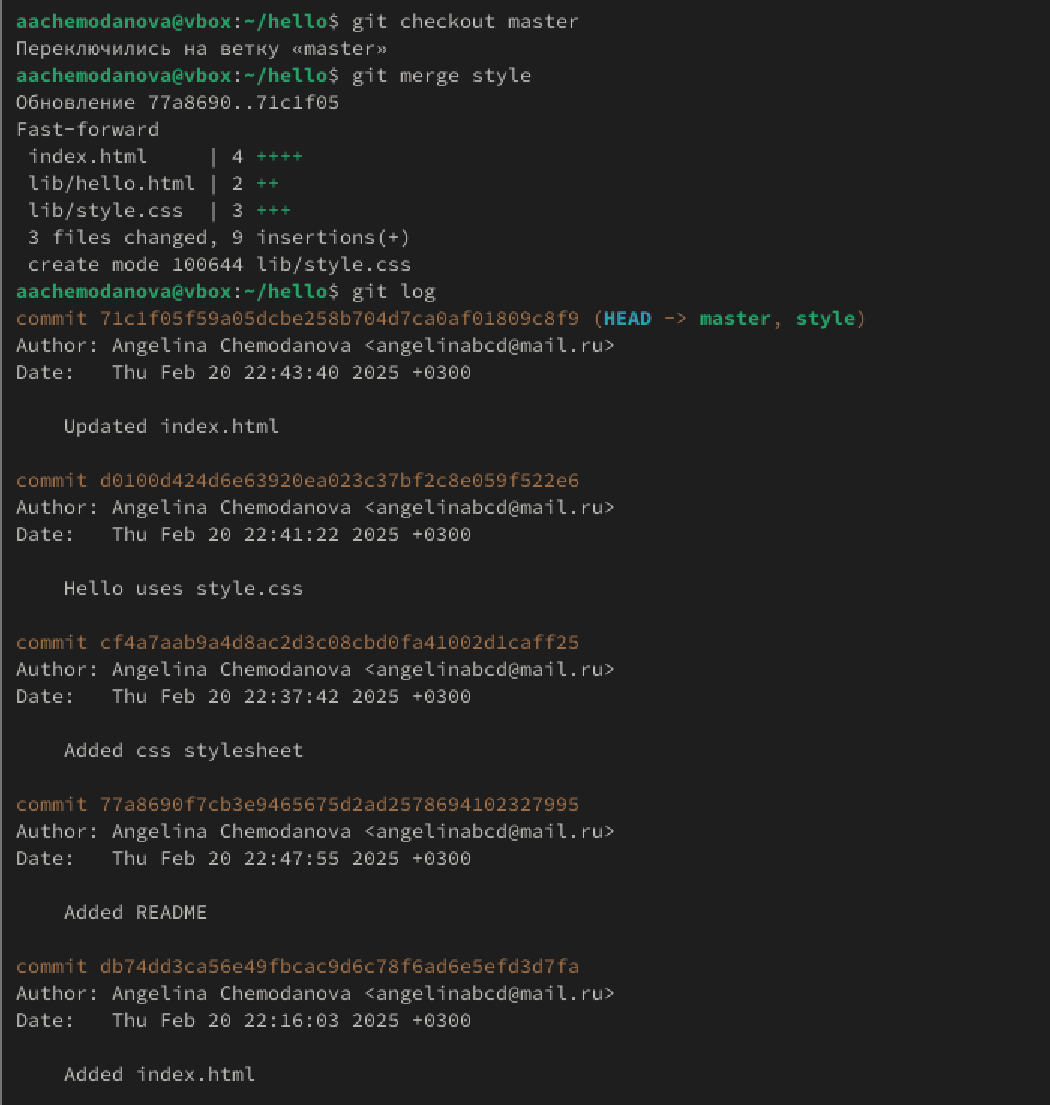 aachemodanova@vbox:~/hello$ git checkout master
Переключились на ветку «master»
aachemodanova@vbox:~/hello$ git merge style
Обновление 77a8690..71c1f05
Fast-forward
 index.html     | 4 ++++
 lib/hello.html | 2 ++
 lib/style.css  | 3 +++
 3 files changed, 9 insertions(+)
 create mode 100644 lib/style.css
aachemodanova@vbox:~/hello$ git log
commit 71c1f05f59a05dcbe258b704d7ca0af01809c8f9 (HEAD -> master, style)
Author: Angelina Chemodanova <angelinabcd@mail.ru>
Date:   Thu Feb 20 22:43:40 2025 +0300
    Updated index.html
commit d0100d424d6e63920ea023c37bf2c8e059f522e6
Author: Angelina Chemodanova <angelinabcd@mail.ru>
Date:   Thu Feb 20 22:41:22 2025 +0300
    Hello uses style.css
commit cf4a7aab9a4d8ac2d3c08cbd0fa41002d1caff25
Author: Angelina Chemodanova <angelinabcd@mail.ru>
Date:   Thu Feb 20 22:37:42 2025 +0300
    Added css stylesheet
commit 77a8690f7cb3e9465675d2ad2578694102327995
Author: Angelina Chemodanova <angelinabcd@mail.ru>
Date:   Thu Feb 20 22:47:55 2025 +0300
    Added README
commit db74dd3ca56e49fbcac9d6c78f6ad6e5efd3d7fa
Author: Angelina Chemodanova <angelinabcd@mail.ru>
Date:   Thu Feb 20 22:16:03 2025 +0300
    Added index.html